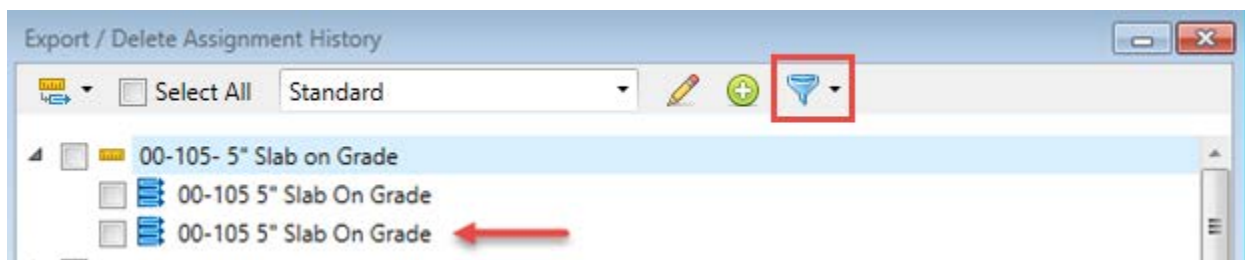 Export / Delete Assignment History
Select All Standard
00-105- 5" Slab on Grade
00-105 5" Slab On Grade
00-105 5" Slab On Grade